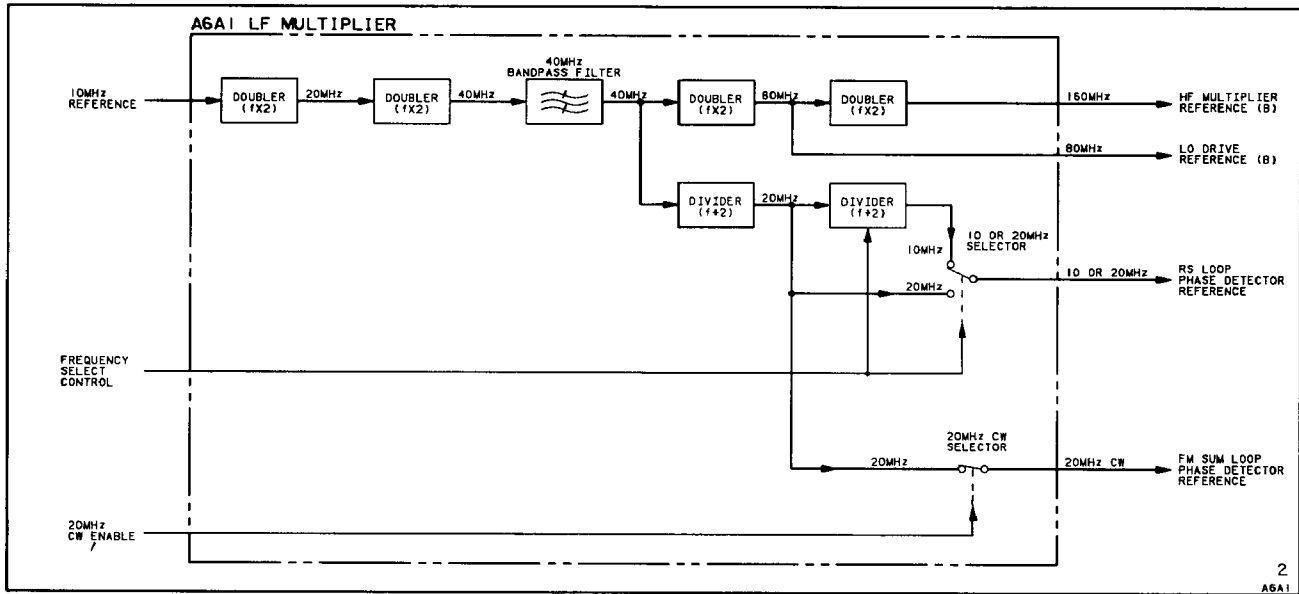 A6A1 LF MULTIPLIER
10MHz
REFERENCE
DOUBLER
(fX2)
20MHz
DOUBLER
(fX2)
40MHz
40MHz
BANDPASS FILTER
40MHz
DOUBLER
(fX2)
80MHz
DOUBLER
(fX2)
160MHz
HF MULTIPLIER
REFERENCE (B)
80MHz
LO DRIVE
REFERENCE (B)
DIVIDER
(f÷2)
20MHz
DIVIDER
(f÷2)
10MHz
10 OR 20MHz
SELECTOR
20MHz
10 OR 20MHz
RS LOOP
PHASE DETECTOR
REFERENCE
FREQUENCY
SELECT
CONTROL
20MHz
20MHz CW
SELECTOR
20MHz CW
FM SUM LOOP
PHASE DETECTOR
REFERENCE
20MHz
CW ENABLE
/
2
A6A1